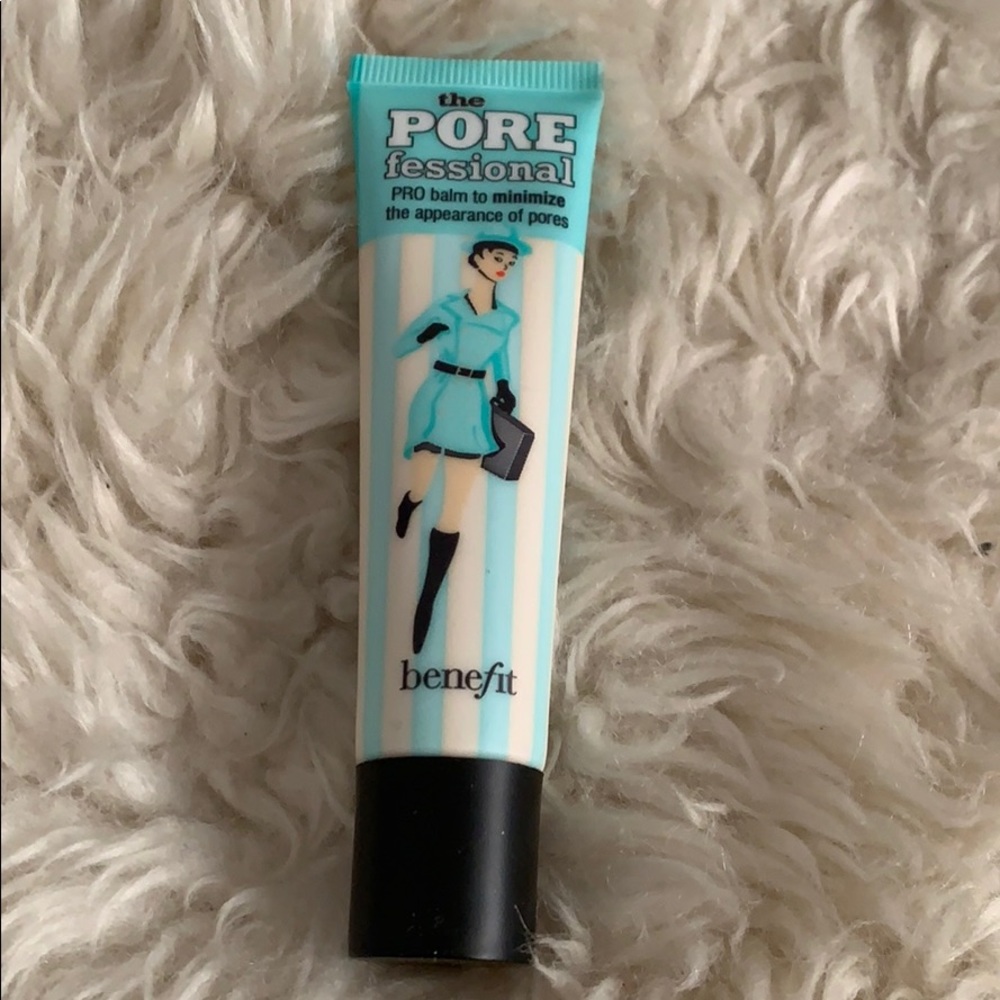 the
PORE
fessional
PRO balm to minimize
the appearance of pores
benefit